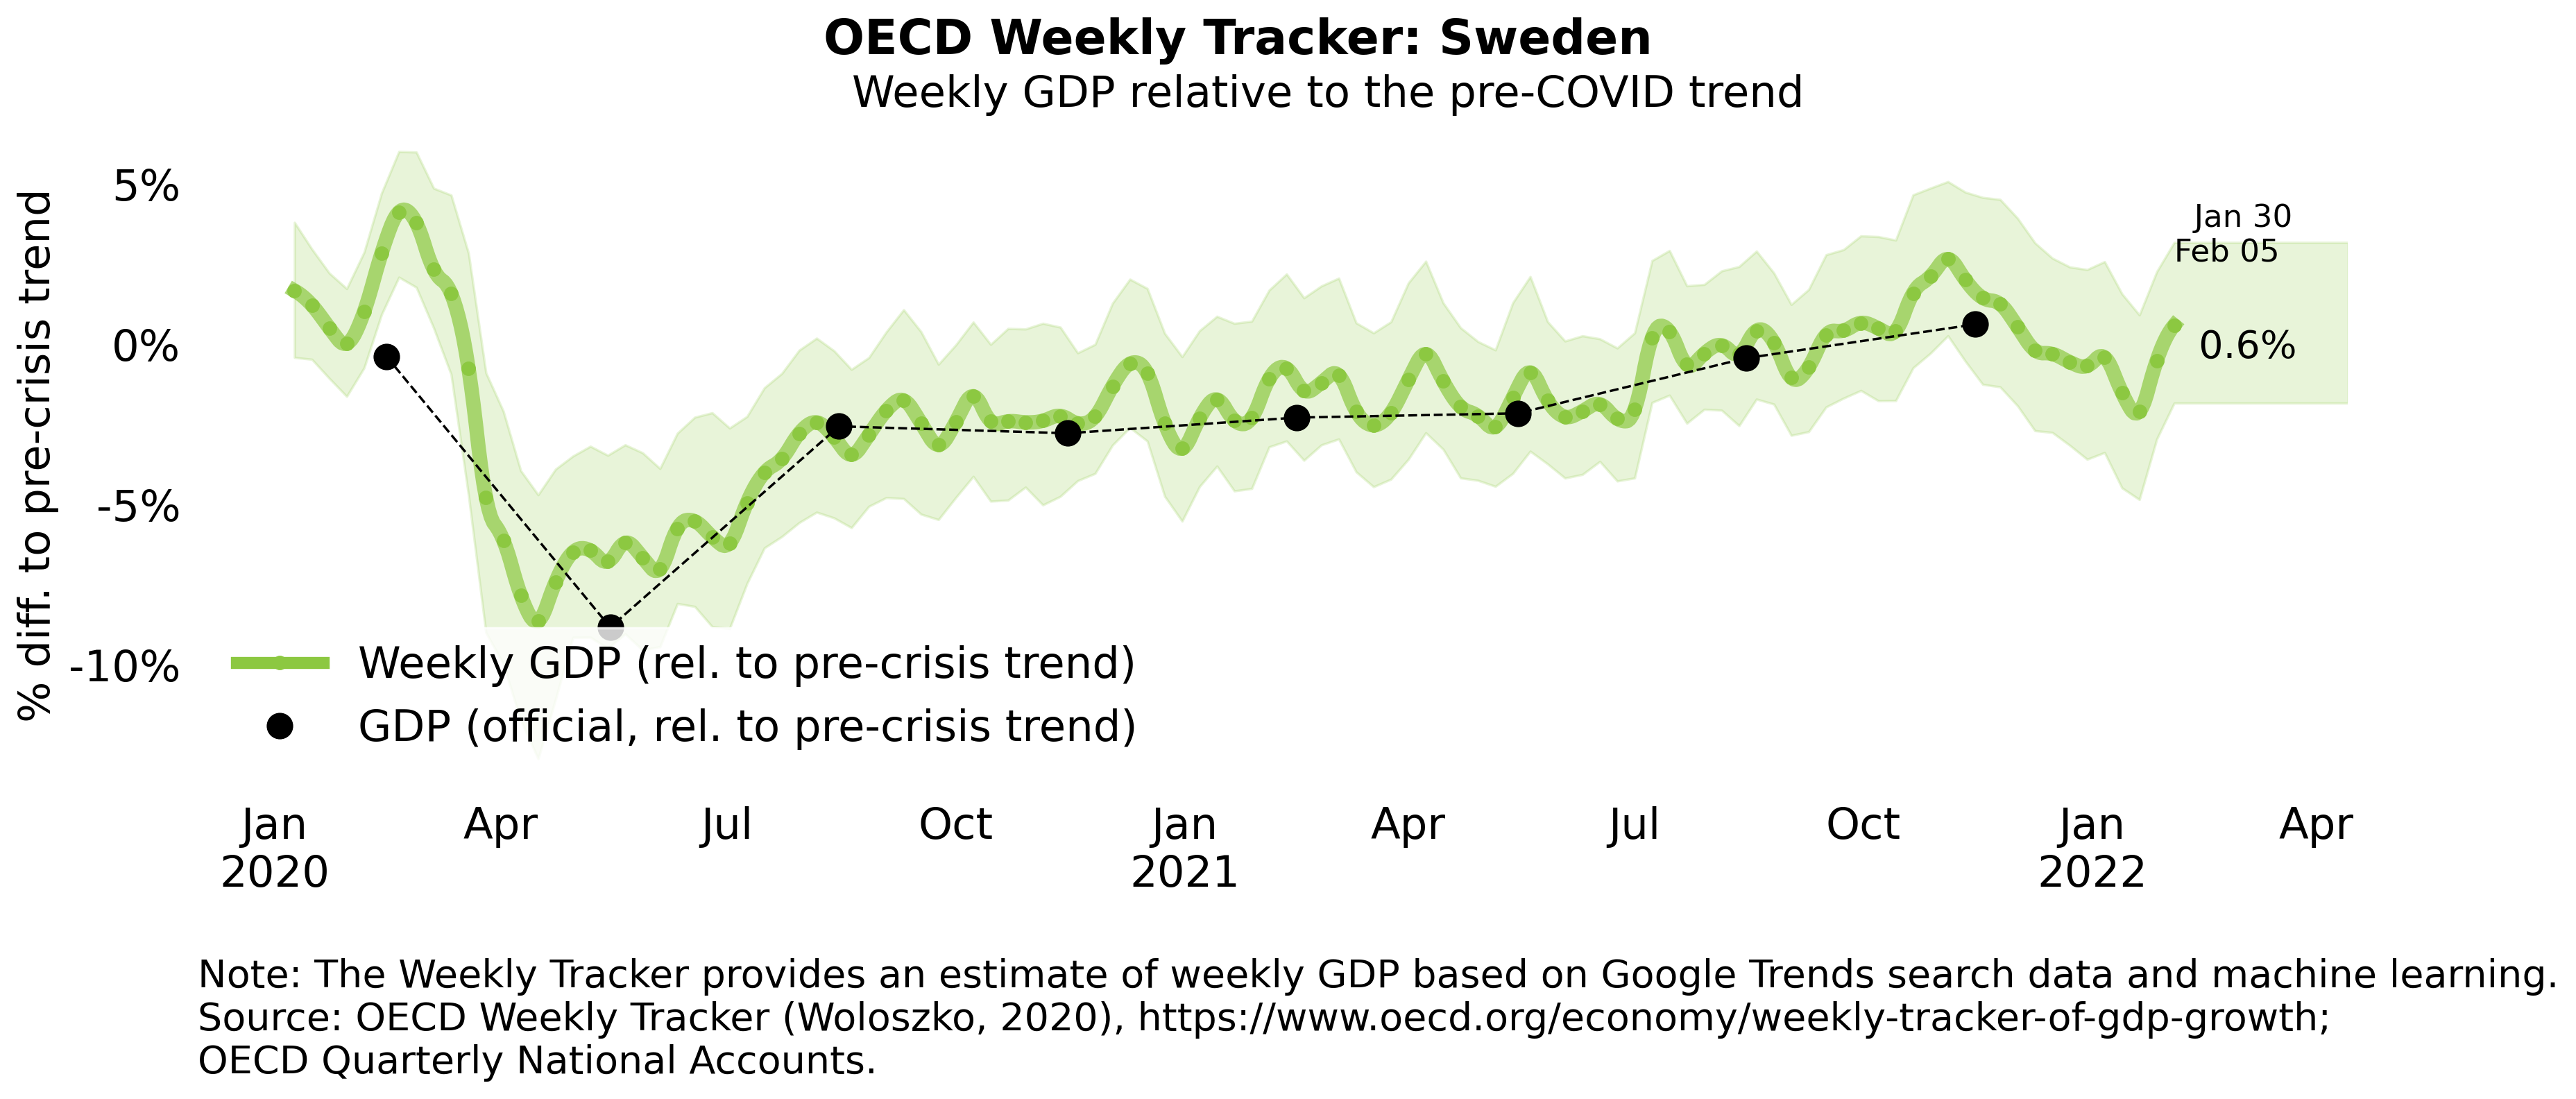 OECD Weekly Tracker: Sweden
Weekly GDP relative to the pre-COVID trend
% diff. to pre-crisis trend
5%
0%
-5%
-10%
Jan 30
Feb 05
0.6%
Weekly GDP (rel. to pre-crisis trend)
GDP (official, rel. to pre-crisis trend)
Jan Apr Jul Oct Jan Apr Jul Oct Jan Apr
2020 2021 2022
Note: The Weekly Tracker provides an estimate of weekly GDP based on Google Trends search data and machine learning.
Source: OECD Weekly Tracker (Woloszko, 2020), https://www.oecd.org/economy/weekly-tracker-of-gdp-growth;
OECD Quarterly National Accounts.